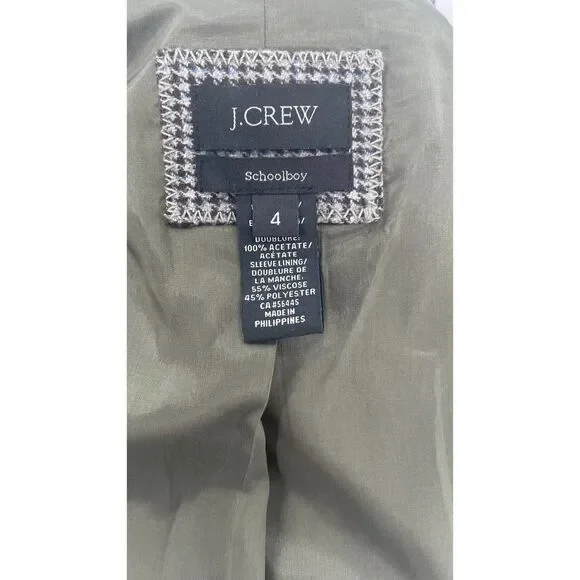 J.CREW
Schoolboy
4
DOUBLURE:
100% ACETATE/
ACÉTATE
SLEEVE LINING/
DOUBLURE DE
LA MANCHE:
55% VISCOSE
45% POLYESTER
CA#56445
MADE IN
PHILIPPINES